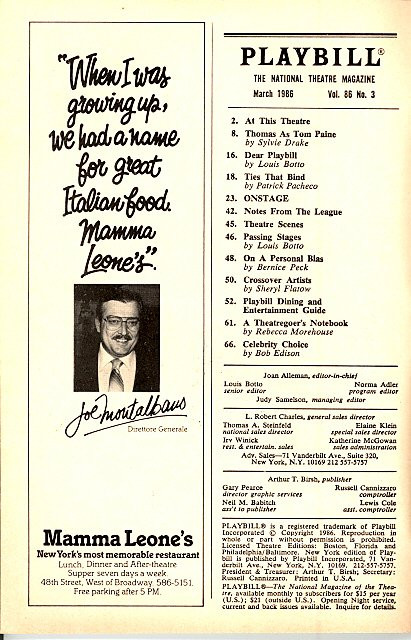 "When I was
growing up,
we had a name
for great
Italian food.
Mamma
Leone's".
Joe Montalbano
Direttore Generale
Mamma Leone's
New York's most memorable restaurant
Lunch, Dinner and After-theatre
Supper seven days a week
48th Street, West of Broadway 586-5151.
Free parking after 5 PM.
PLAYBILL®
THE NATIONAL THEATRE MAGAZINE
March 1986 Vol. 86 No. 3
2. At This Theatre
8. Thomas As Tom Paine
by Sylvie Drake
16. Dear Playbill
by Louis Botto
18. Ties That Bind
by Patrick Pacheco
23. ONSTAGE
42. Notes From The League
45. Theatre Scenes
46. Passing Stages
by Louis Botto
48. On A Personal Bias
by Bernice Peck
50. Crossover Artists
by Sheryl Flatow
52. Playbill Dining and
Entertainment Guide
61. A Theatregoer's Notebook
by Rebecca Morehouse
66. Celebrity Choice
by Bob Edison
Joan Alleman, editor-in-chief
Louis Botto Norma Adler
senior editor program editor
Judy Samelson, managing editor
L. Robert Charles, general sales director
Thomas A. Steinfeld Elaine Klein
national sales director special sales director
Irv Winick Katherine McGowan
rest. & entertain. sales sales administration
Adv. Sales—71 Vanderbilt Ave., Suite 320,
New York, N.Y. 10169 212 557-5757
Arthur T. Birsh, publisher
Gary Pearce Russell Cannizzaro
director graphic services comptroller
Neil M. Babitch Lewis Cole
ass't to publisher asst. comptroller
PLAYBILL® is a registered trademark of Playbill
Incorporated © Copyright 1986. Reproduction in
whole or part without permission is prohibited.
Licensed Theatre Editions: Boston, Florida and
Philadelphia/Baltimore. New York edition of Play-
bill is published by Playbill Incorporated, 71 Van-
derbilt Ave., New York, N.Y. 10169. 212 557-5757.
President & Treasurer: Arthur T. Birsh; Secretary:
Russell Cannizzaro. Printed in U.S.A.
PLAYBILL®—The National Magazine of the Thea-
tre, available monthly to subscribers for $15 per year
(U.S.); $21 (outside U.S.). Opening Night service,
current and back issues available. Inquire for details.